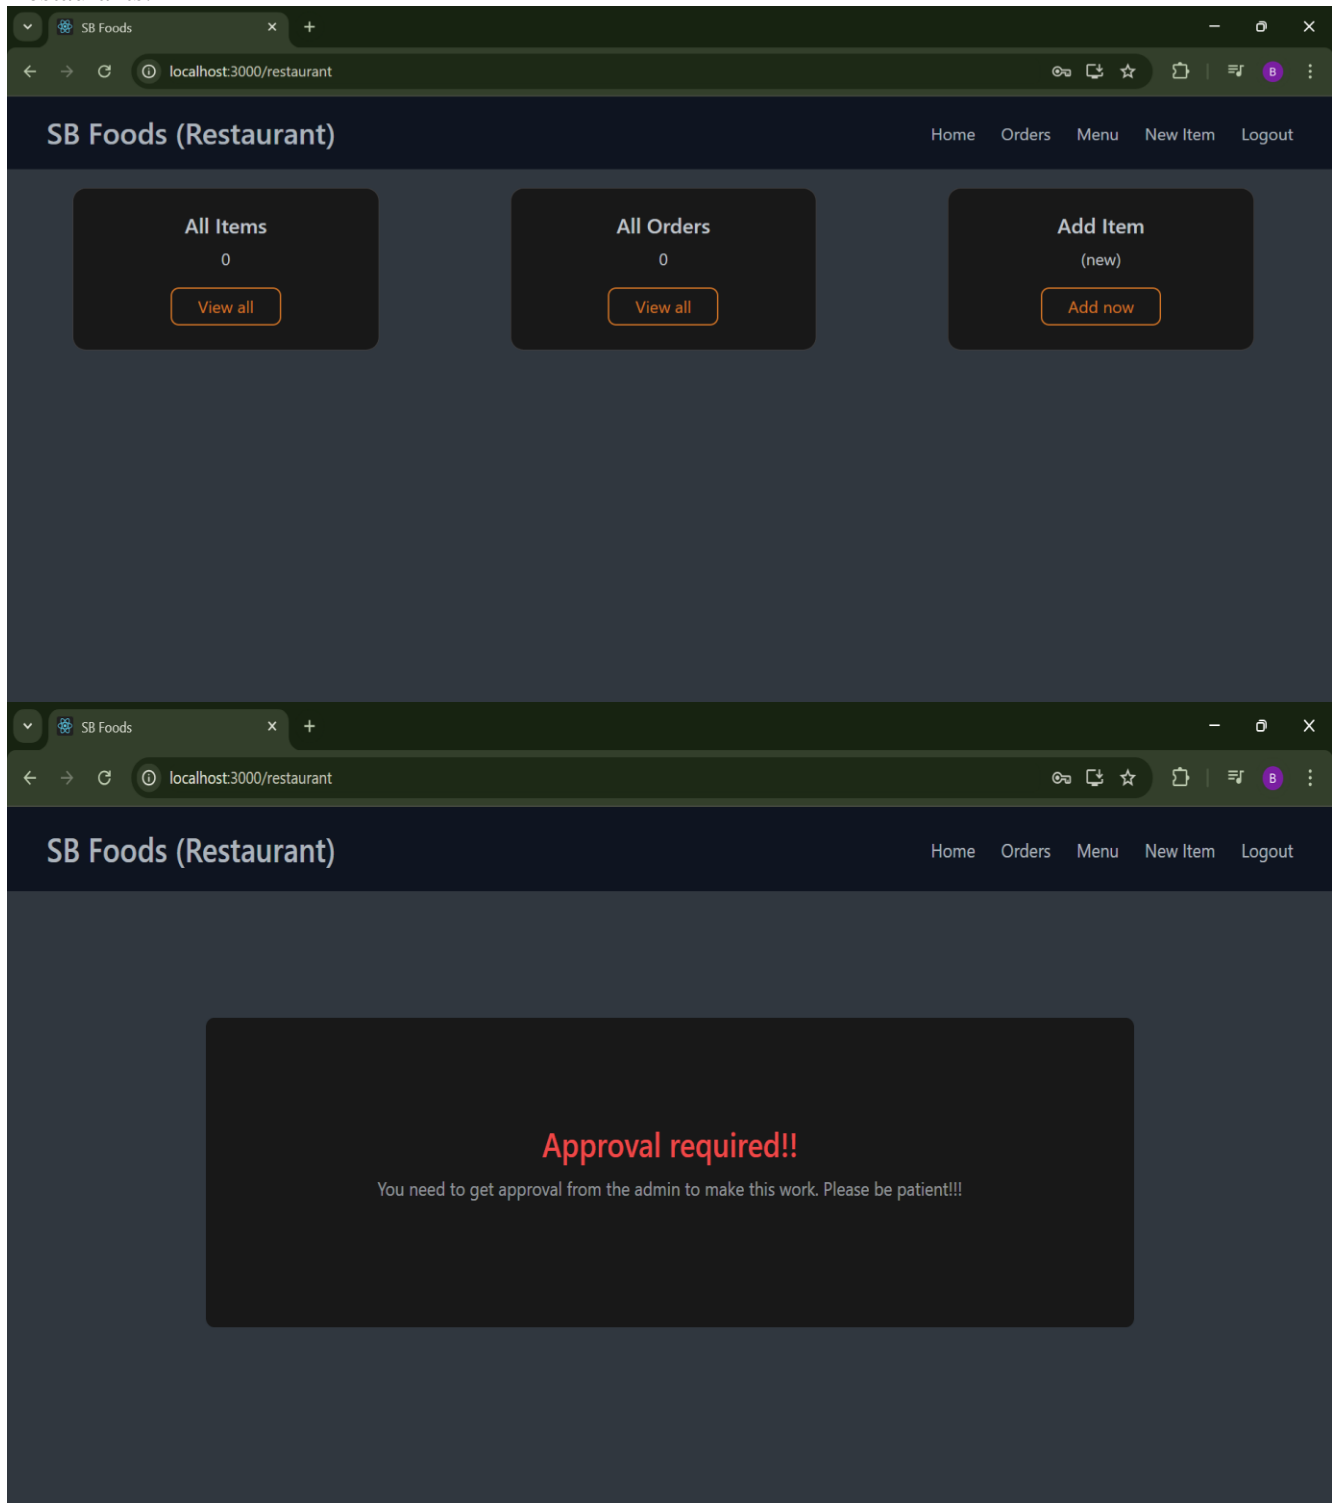 SB Foods
localhost:3000/restaurant
B
SB Foods (Restaurant)
Home Orders Menu New Item Logout
All Items
0
View all
All Orders
0
View all
Add Item
(new)
Add now
SB Foods
localhost:3000/restaurant
B
SB Foods (Restaurant)
Home Orders Menu New Item Logout
Approval required!!
You need to get approval from the admin to make this work. Please be patient!!!